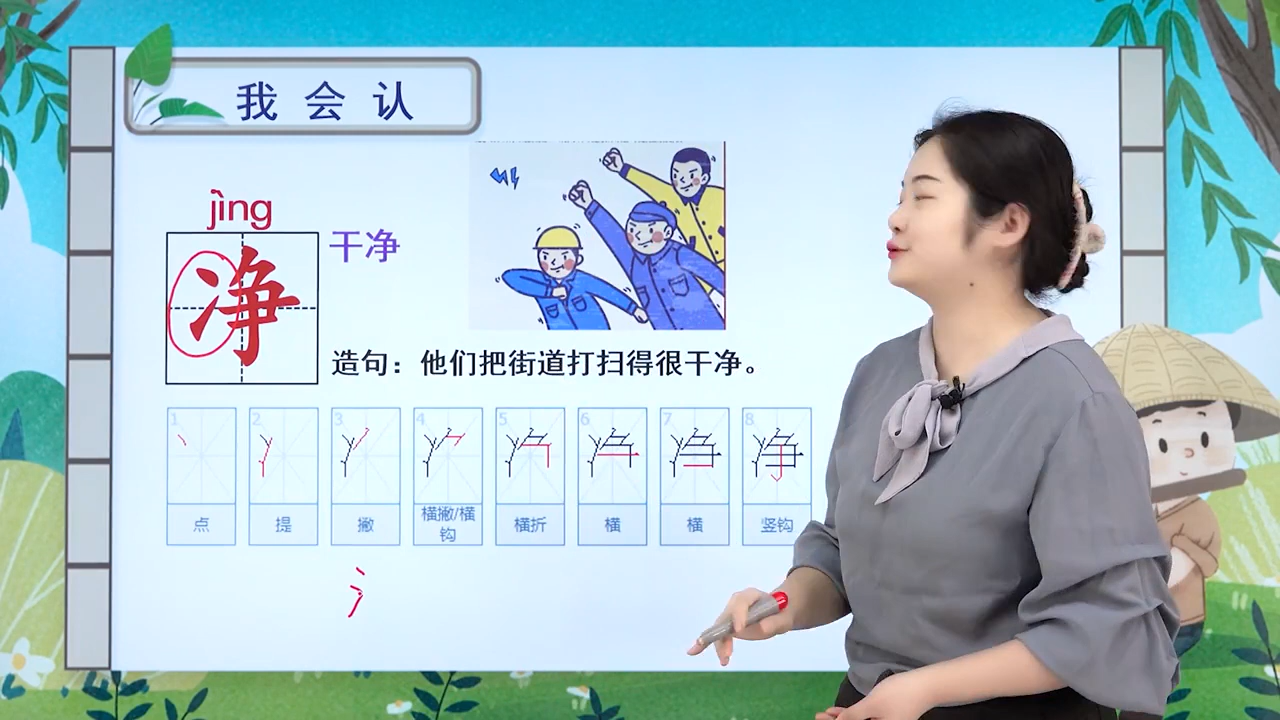 我会认
jìng
净
干净
造句：他们把街道打扫得很干净。
1 2 3 4 5 6 7 8
点 提 撇 横撇/横钩 横折 横 横 竖钩
冫